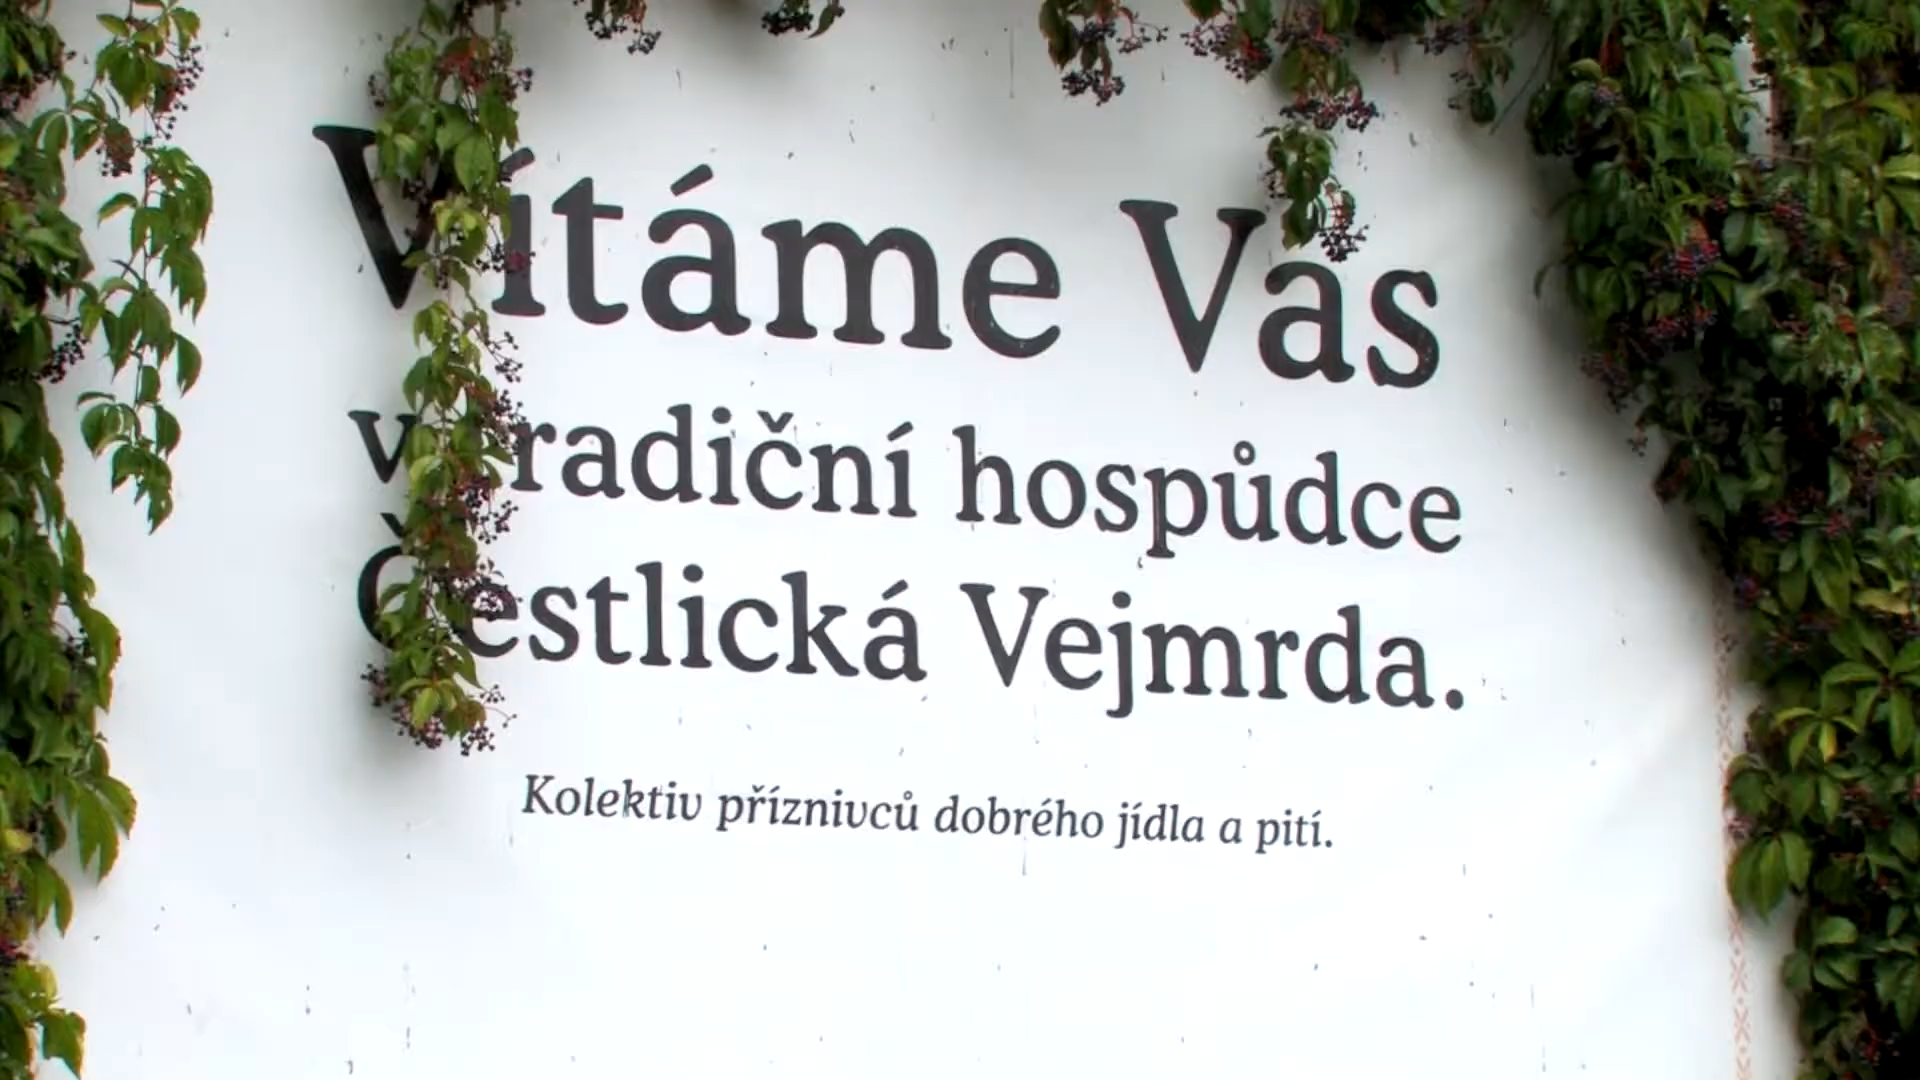 Vítáme Vás
v tradiční hospůdce
Čestlická Vejmrda.
Kolektiv příznivců dobrého jídla a pití.